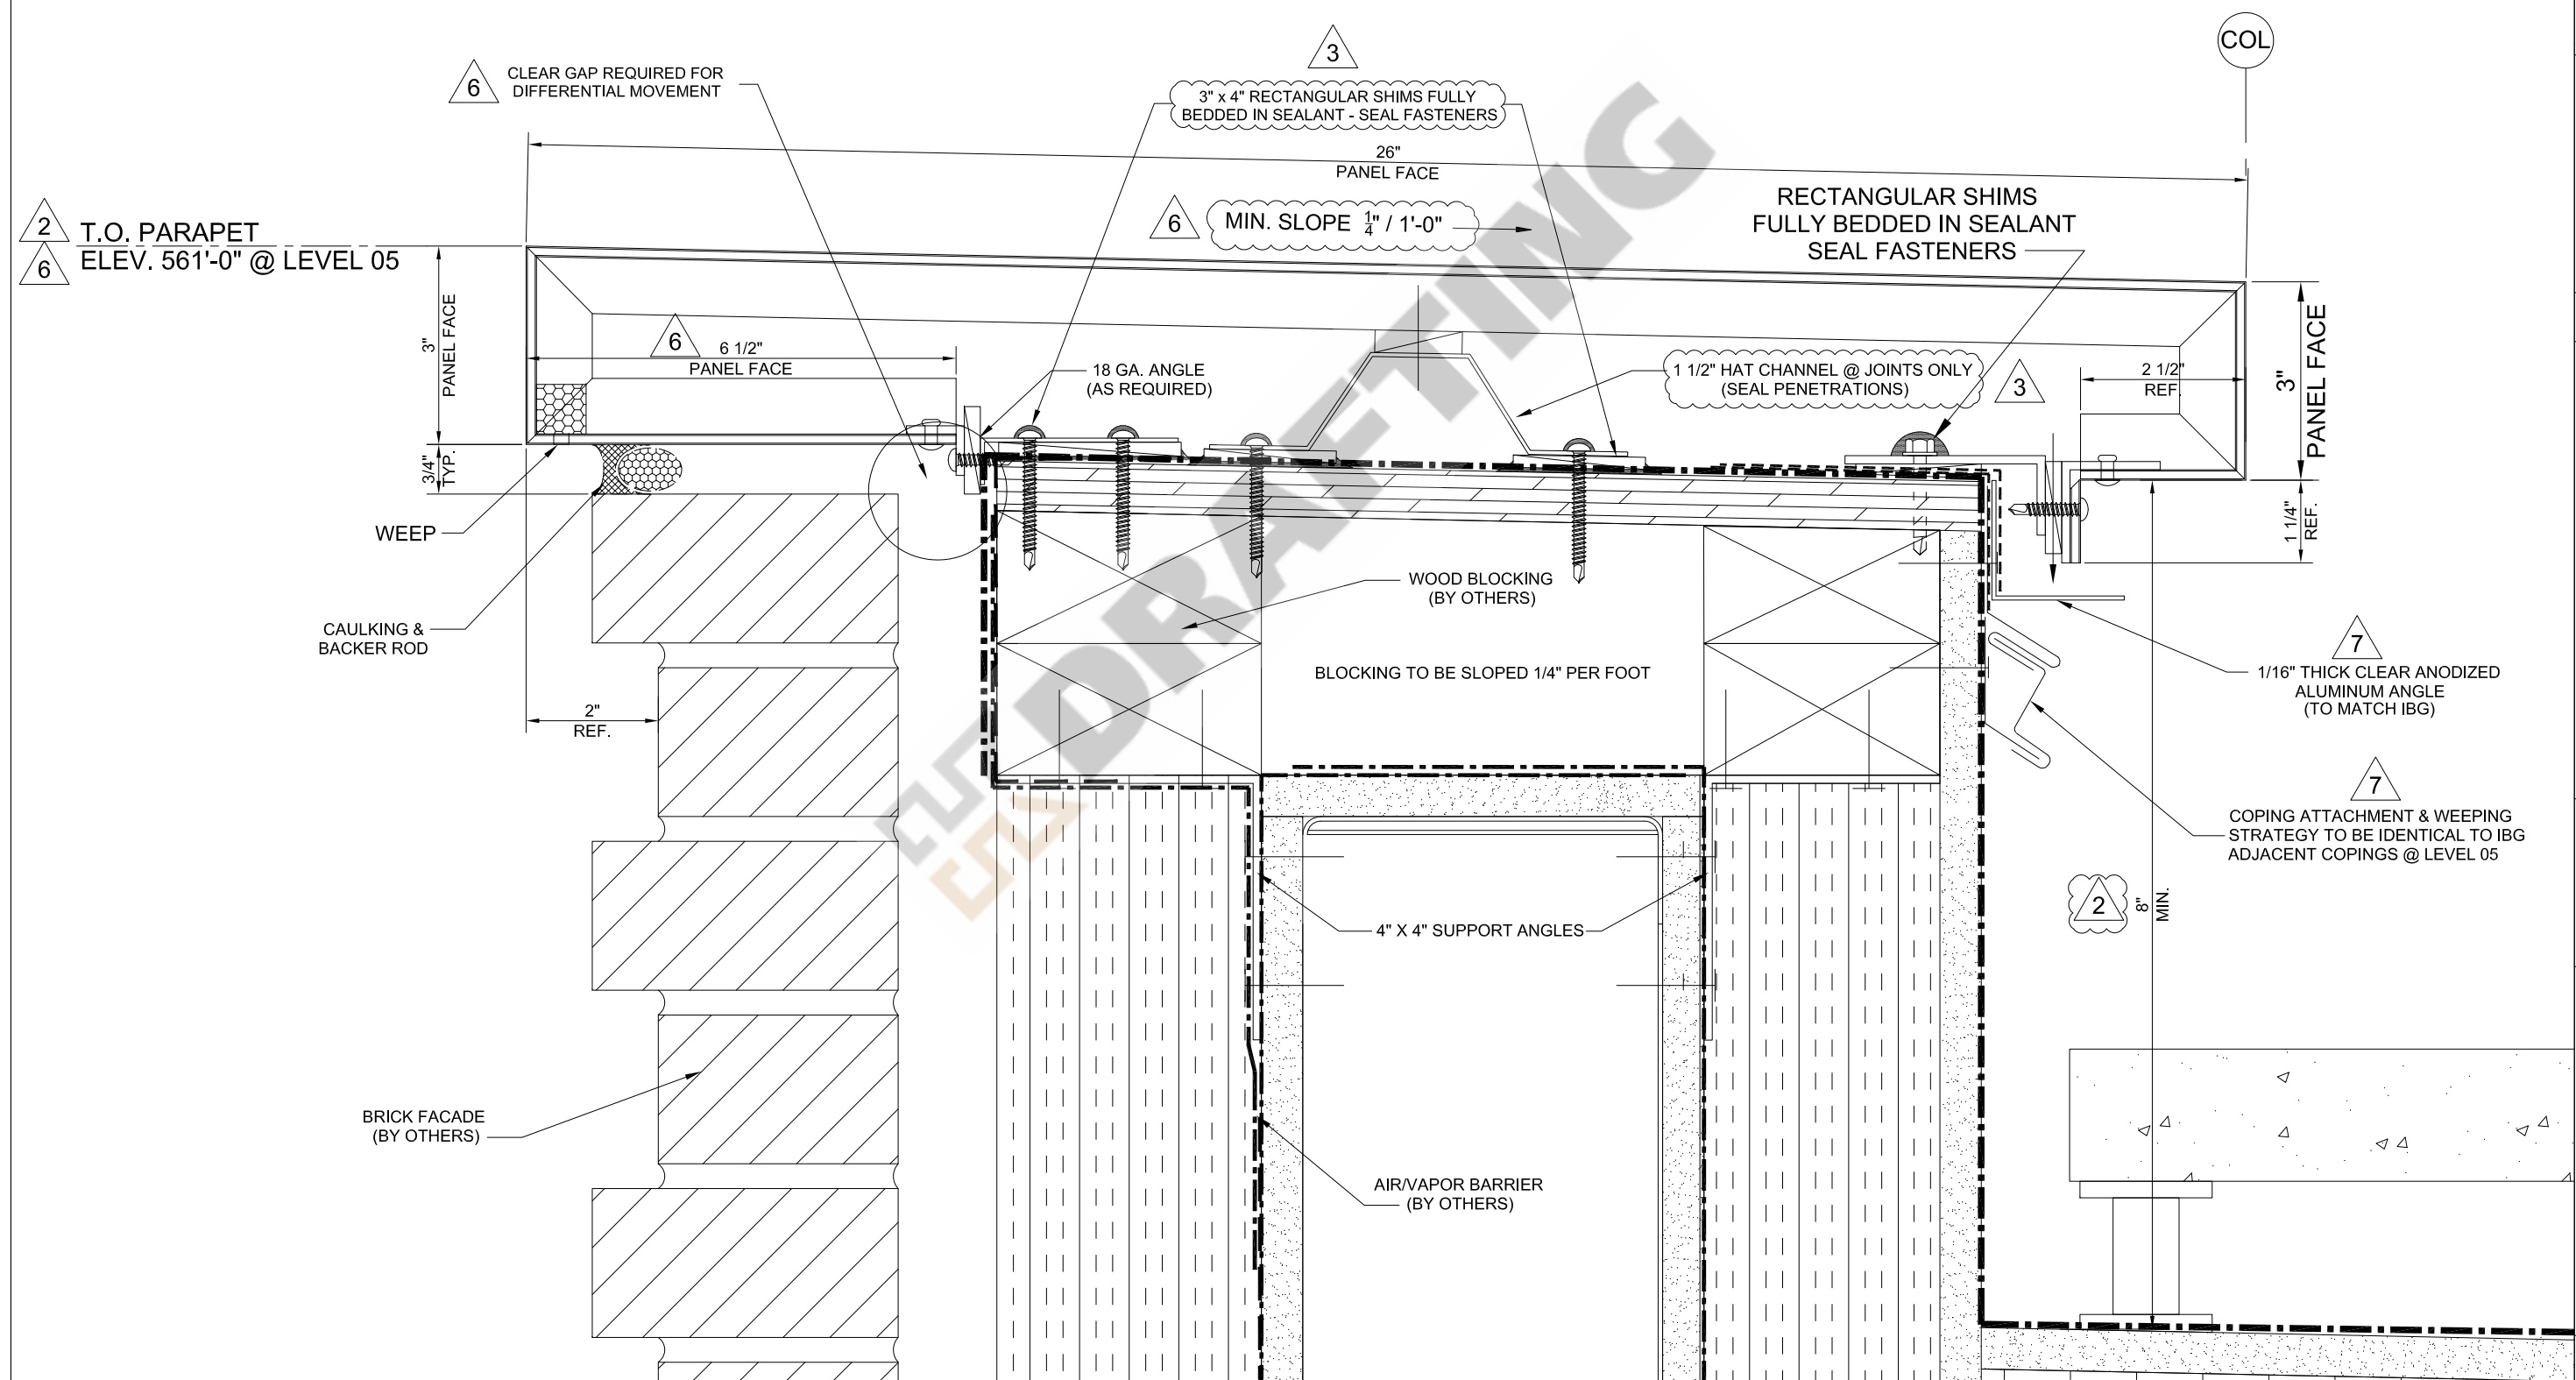 COL
3
6
CLEAR GAP REQUIRED FOR
DIFFERENTIAL MOVEMENT
3" x 4" RECTANGULAR SHIMS FULLY
BEDDED IN SEALANT - SEAL FASTENERS
26"
PANEL FACE
2
6
T.O. PARAPET
ELEV. 561'-0" @ LEVEL 05
6
MIN. SLOPE 1/4" / 1'-0"
RECTANGULAR SHIMS
FULLY BEDDED IN SEALANT
SEAL FASTENERS
3"
PANEL FACE
6
6 1/2"
PANEL FACE
18 GA. ANGLE
(AS REQUIRED)
1 1/2" HAT CHANNEL @ JOINTS ONLY
(SEAL PENETRATIONS)
3
2 1/2"
REF.
3"
PANEL FACE
3/4"
TYP.
1 1/4"
REF.
WEEP
CAULKING &
BACKER ROD
WOOD BLOCKING
(BY OTHERS)
BLOCKING TO BE SLOPED 1/4" PER FOOT
7
1/16" THICK CLEAR ANODIZED
ALUMINUM ANGLE
(TO MATCH IBG)
2"
REF.
7
COPING ATTACHMENT & WEEPING
STRATEGY TO BE IDENTICAL TO IBG
ADJACENT COPINGS @ LEVEL 05
2
8"
MIN.
4" X 4" SUPPORT ANGLES
BRICK FACADE
(BY OTHERS)
AIR/VAPOR BARRIER
(BY OTHERS)
DRAFTING